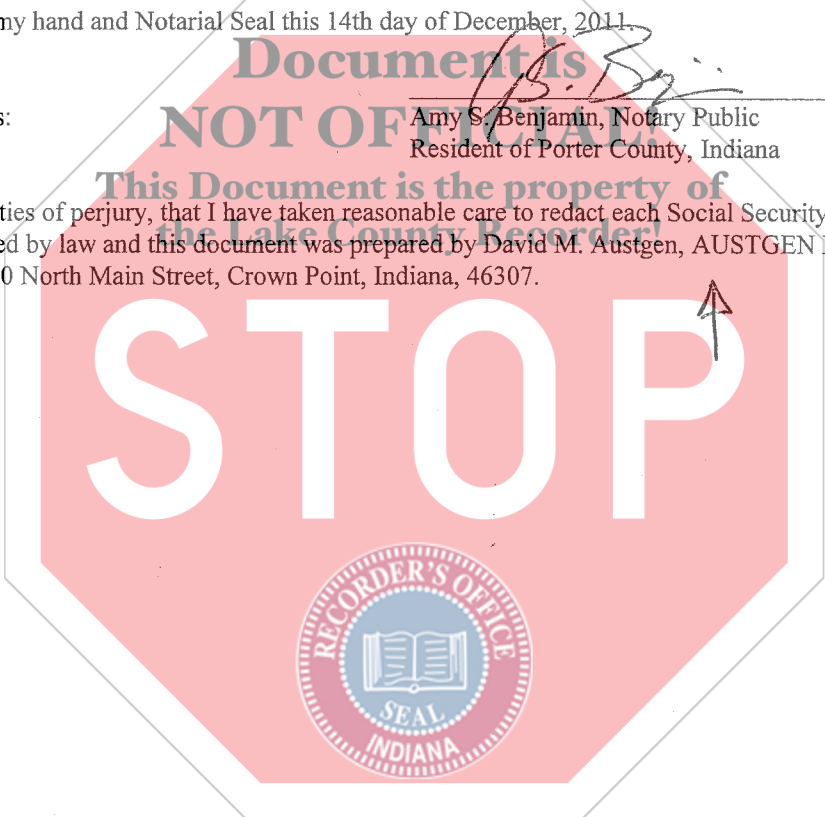 my hand and Notarial Seal this 14th day of December, 2011.
Document is
NOT OFFICIAL!
s:
Amy S. Benjamin, Notary Public
Resident of Porter County, Indiana
This Document is the property of
the Lake County Recorder!
ties of perjury, that I have taken reasonable care to redact each Social Security
ed by law and this document was prepared by David M. Austgen, AUSTGEN
0 North Main Street, Crown Point, Indiana, 46307.
STOP
RECORDER'S OFFICE
SEAL
INDIANA